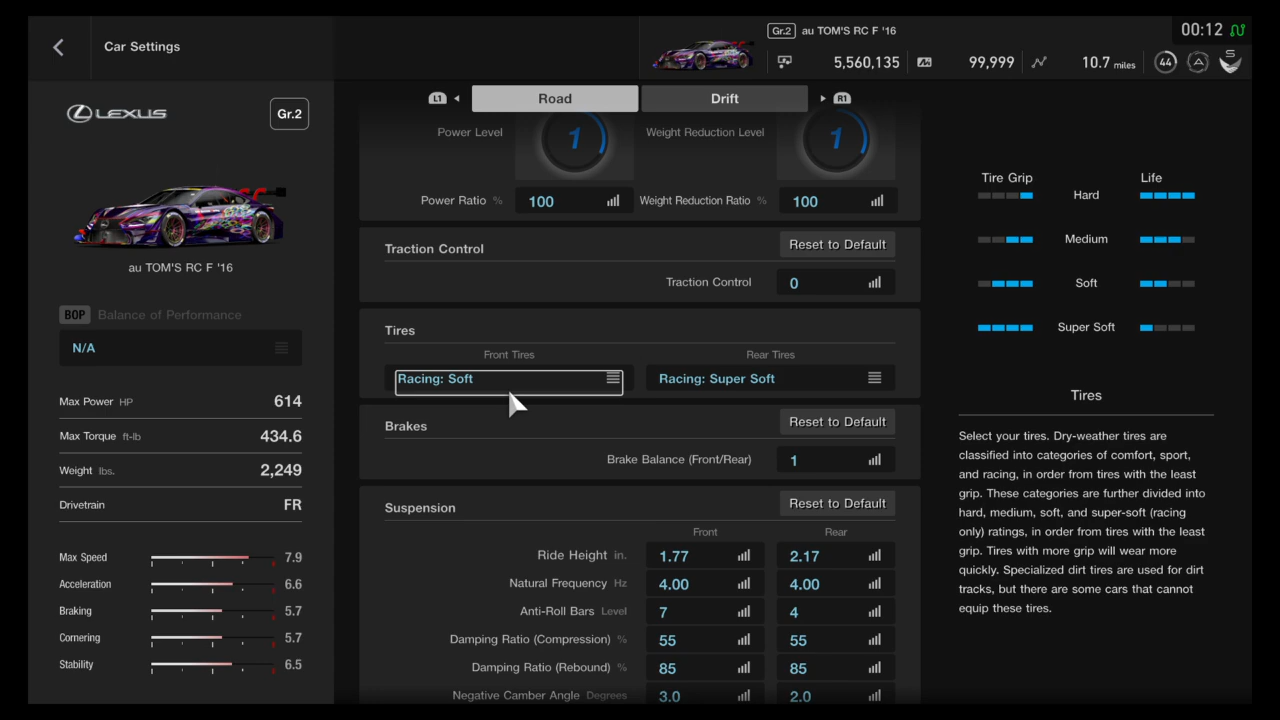 Car Settings
Gr.2 au TOM'S RC F '16
00:12
5,560,135 99,999 10.7 miles 44 A S
LEXUS Gr.2
au TOM'S RC F '16
BOP Balance of Performance
N/A
Max Power HP 614
Max Torque ft-lb 434.6
Weight lbs. 2,249
Drivetrain FR
Max Speed 7.9
Acceleration 6.6
Braking 5.7
Cornering 5.7
Stability 6.5
L1 Road Drift R1
Power Level 1 Weight Reduction Level 1
Power Ratio % 100 Weight Reduction Ratio % 100
Traction Control Reset to Default
Traction Control 0
Tires
Front Tires Rear Tires
Racing: Soft Racing: Super Soft
Brakes Reset to Default
Brake Balance (Front/Rear) 1
Suspension Reset to Default
Front Rear
Ride Height in. 1.77 2.17
Natural Frequency Hz 4.00 4.00
Anti-Roll Bars Level 7 4
Damping Ratio (Compression) % 55 55
Damping Ratio (Rebound) % 85 85
Negative Camber Angle Degrees 3.0 2.0
Tire Grip Life
Hard
Medium
Soft
Super Soft
Tires
Select your tires. Dry-weather tires are
classified into categories of comfort, sport,
and racing, in order from tires with the least
grip. These categories are further divided into
hard, medium, soft, and super-soft (racing
only) ratings, in order from tires with the least
grip. Tires with more grip will wear more
quickly. Specialized dirt tires are used for dirt
tracks, but there are some cars that cannot
equip these tires.